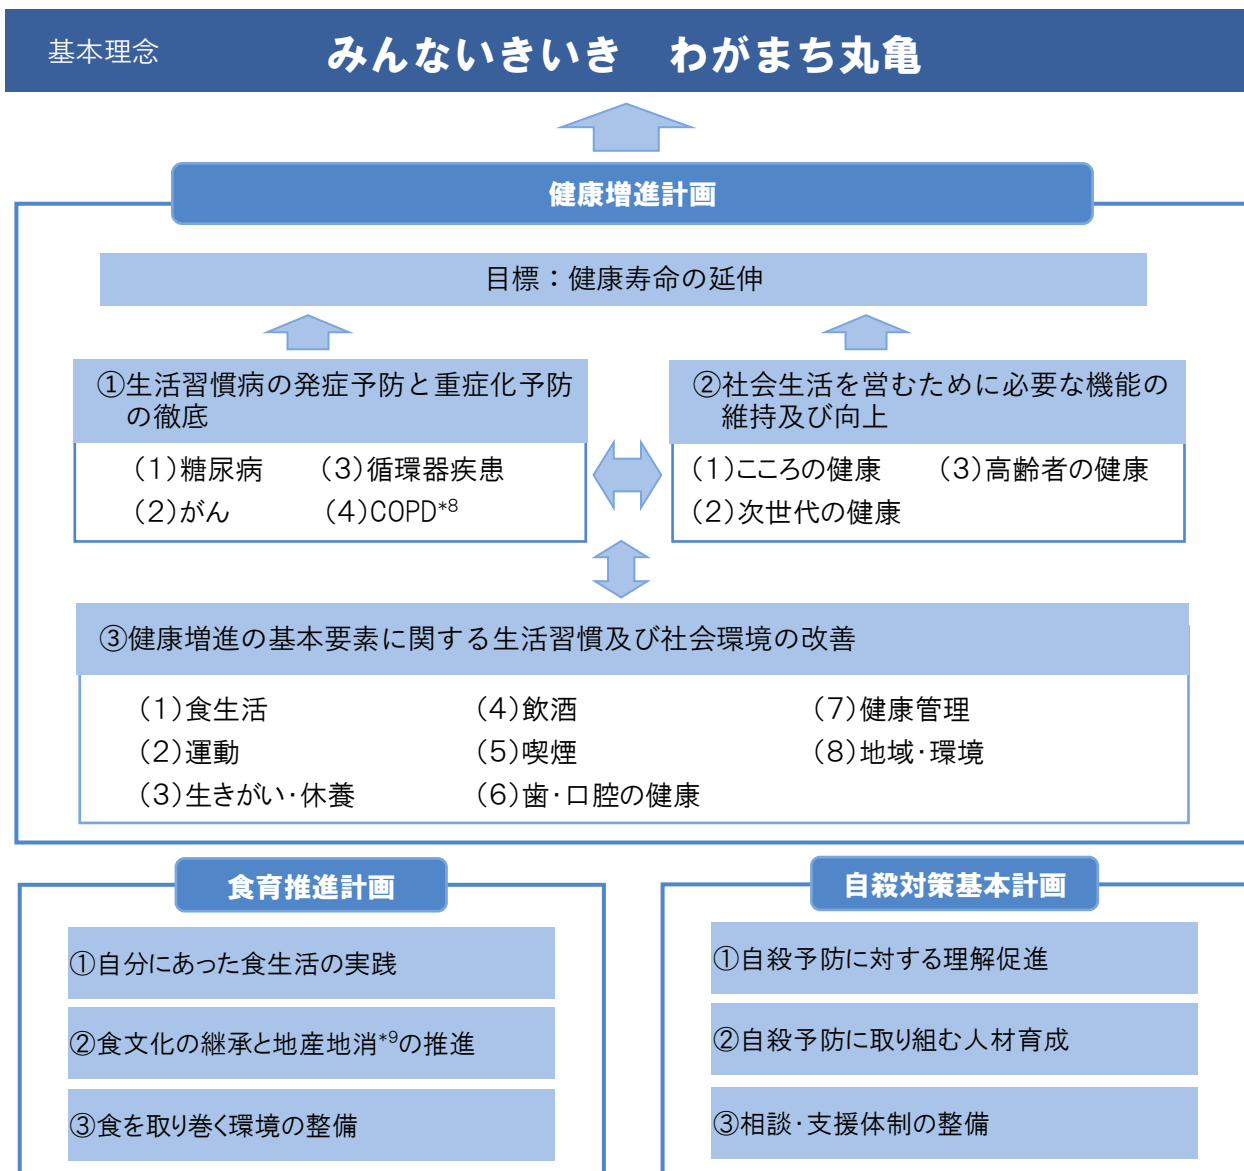 基本理念 みんないきいき わがまち丸亀
健康増進計画
目標：健康寿命の延伸
①生活習慣病の発症予防と重症化予防
の徹底
(1)糖尿病 (3)循環器疾患
(2)がん (4)COPD*8
②社会生活を営むために必要な機能の
維持及び向上
(1)こころの健康 (3)高齢者の健康
(2)次世代の健康
③健康増進の基本要素に関する生活習慣及び社会環境の改善
(1)食生活 (4)飲酒 (7)健康管理
(2)運動 (5)喫煙 (8)地域・環境
(3)生きがい・休養 (6)歯・口腔の健康
食育推進計画
①自分にあった食生活の実践
②食文化の継承と地産地消*9の推進
③食を取り巻く環境の整備
自殺対策基本計画
①自殺予防に対する理解促進
②自殺予防に取り組む人材育成
③相談・支援体制の整備